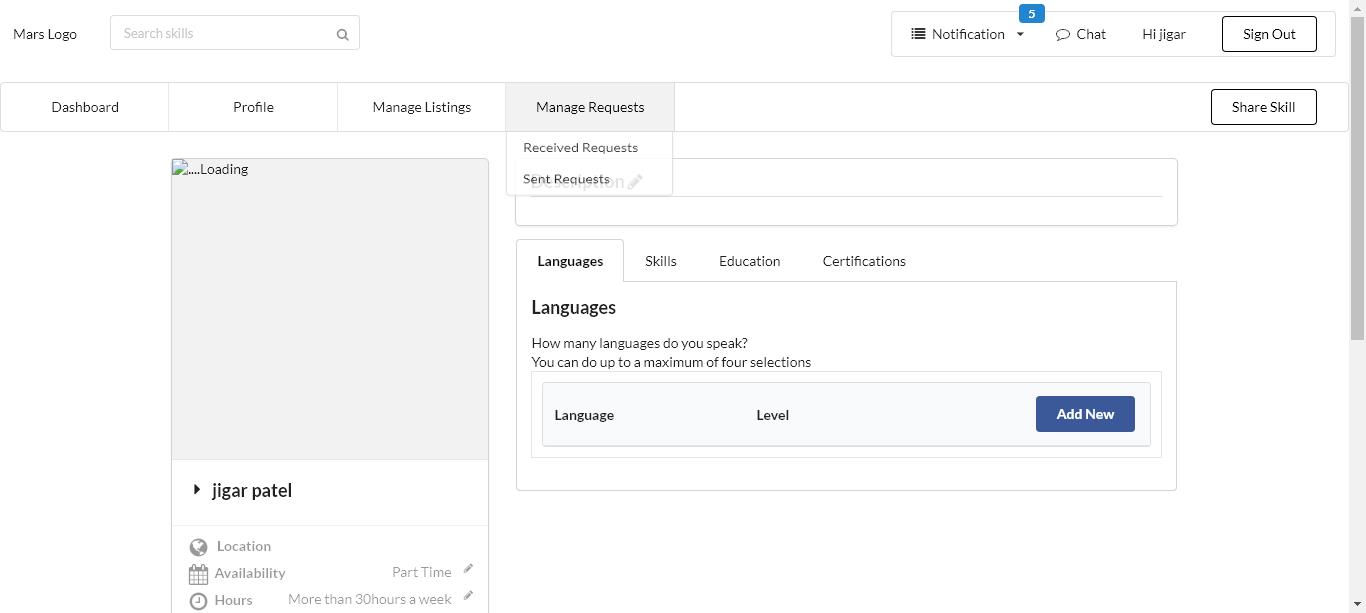 5
Mars Logo
Search skills
Notification
Chat
Hi jigar
Sign Out
Dashboard
Profile
Manage Listings
Manage Requests
Share Skill
Received Requests
Sent Requests
....Loading
Description
Languages
Skills
Education
Certifications
Languages
How many languages do you speak?
You can do up to a maximum of four selections
Language
Level
Add New
jigar patel
Location
Availability
Part Time
Hours
More than 30hours a week